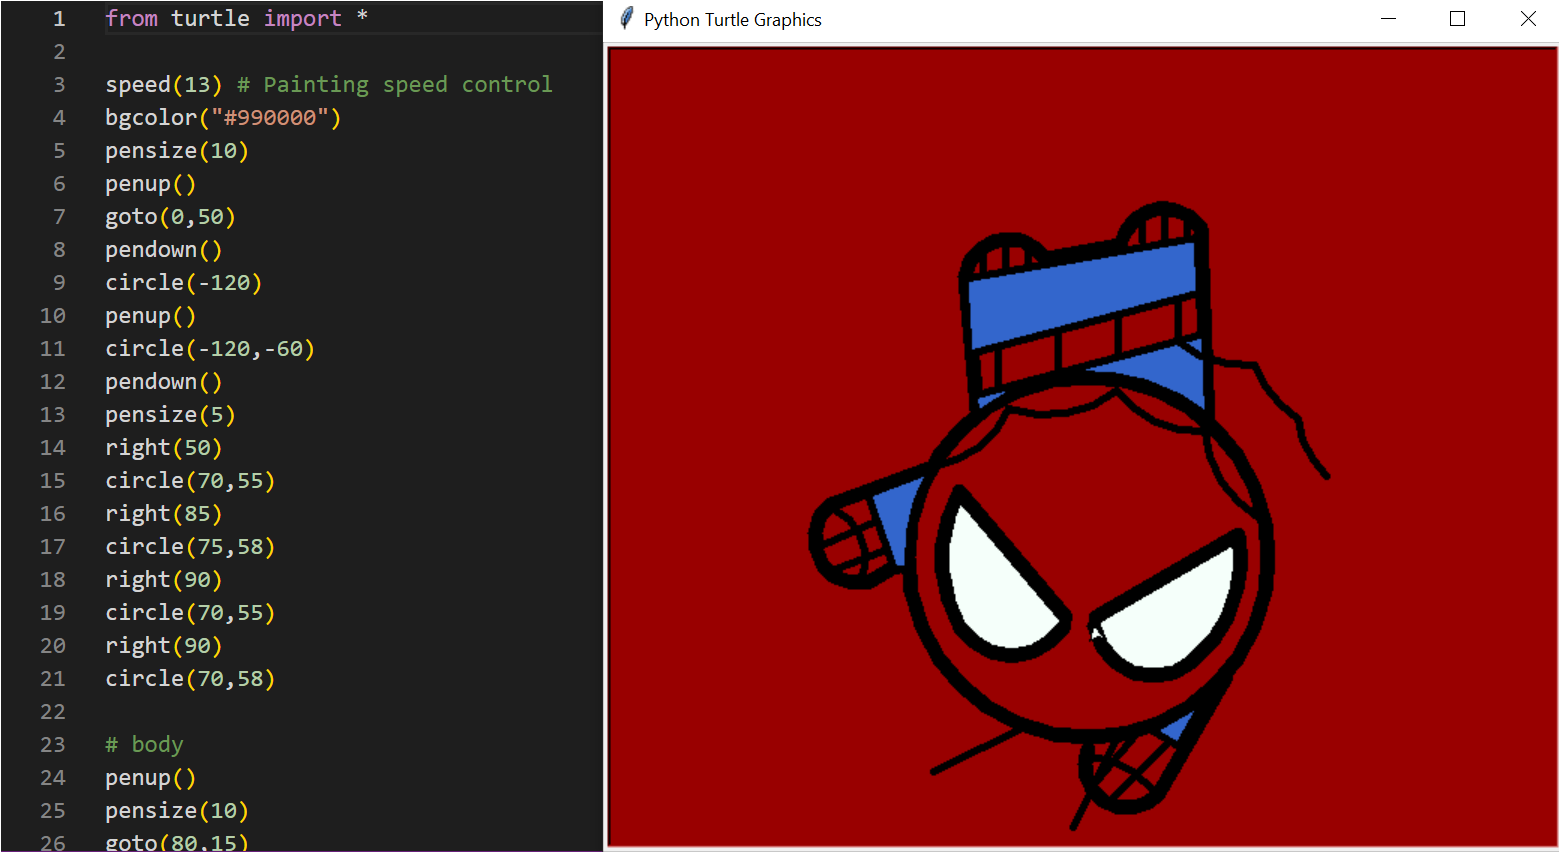 1 from turtle import *
2
3 speed(13) # Painting speed control
4 bgcolor("#990000")
5 pensize(10)
6 penup()
7 goto(0,50)
8 pendown()
9 circle(-120)
10 penup()
11 circle(-120,-60)
12 pendown()
13 pensize(5)
14 right(50)
15 circle(70,55)
16 right(85)
17 circle(75,58)
18 right(90)
19 circle(70,55)
20 right(90)
21 circle(70,58)
22
23 # body
24 penup()
25 pensize(10)
26 goto(80,15)
Python Turtle Graphics